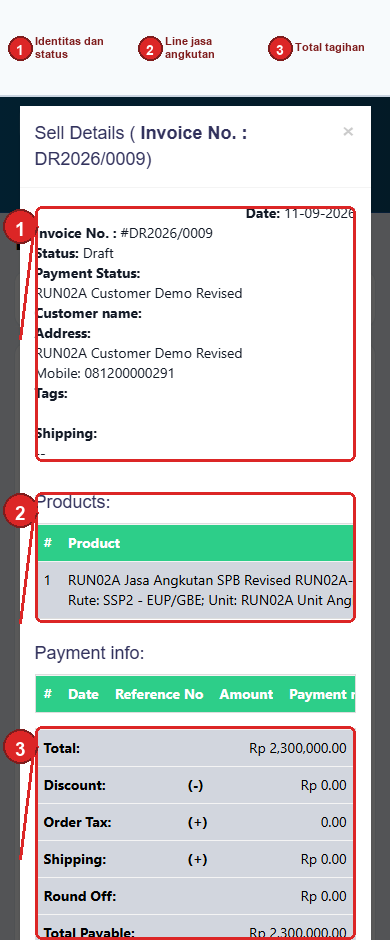 1 Identitas dan status
2 Line jasa angkutan
3 Total tagihan
Sell Details ( Invoice No. : DR2026/0009)
×
Date: 11-09-2026
1
Invoice No. : #DR2026/0009
Status: Draft
Payment Status:
RUN02A Customer Demo Revised
Customer name:
Address:
RUN02A Customer Demo Revised
Mobile: 081200000291
Tags:
Shipping:
--
2
Products:
# Product
1 RUN02A Jasa Angkutan SPB Revised RUN02A-
Rute: SSP2 - EUP/GBE; Unit: RUN02A Unit Ang
Payment info:
# Date Reference No Amount Payment
3
Total: Rp 2,300,000.00
Discount: (-) Rp 0.00
Order Tax: (+) 0.00
Shipping: (+) Rp 0.00
Round Off: Rp 0.00
Total Payable: Rp 2,300,000.00